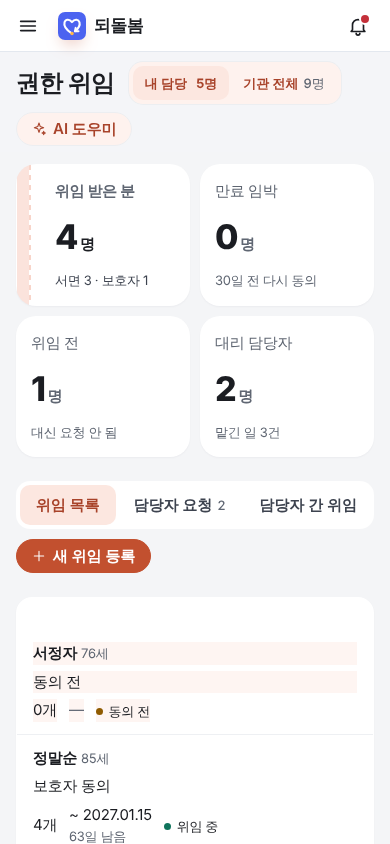 되돌봄
권한 위임
내 담당 5명
기관 전체 9명
AI 도우미
위임 받은 분
4명
서면 3 · 보호자 1
만료 임박
0명
30일 전 다시 동의
위임 전
1명
대신 요청 안 됨
대리 담당자
2명
맡긴 일 3건
위임 목록
담당자 요청 2
담당자 간 위임
+ 새 위임 등록
서정자 76세
동의 전
0개 — 동의 전
정말순 85세
보호자 동의
4개 ~ 2027.01.15 위임 중
63일 남음